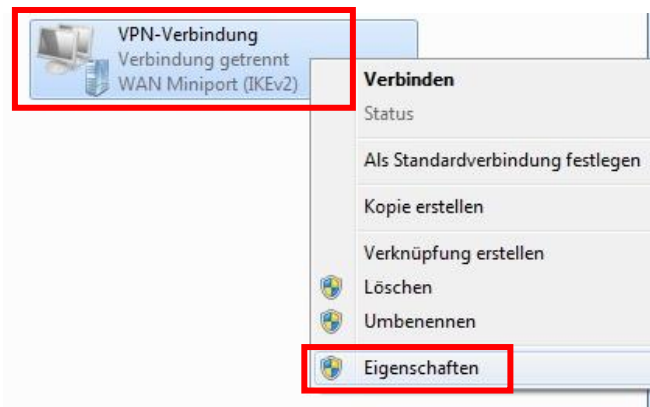 VPN-Verbindung
Verbindung getrennt
WAN Miniport (IKEv2)
Verbinden
Status
Als Standardverbindung festlegen
Kopie erstellen
Verknüpfung erstellen
Löschen
Umbenennen
Eigenschaften